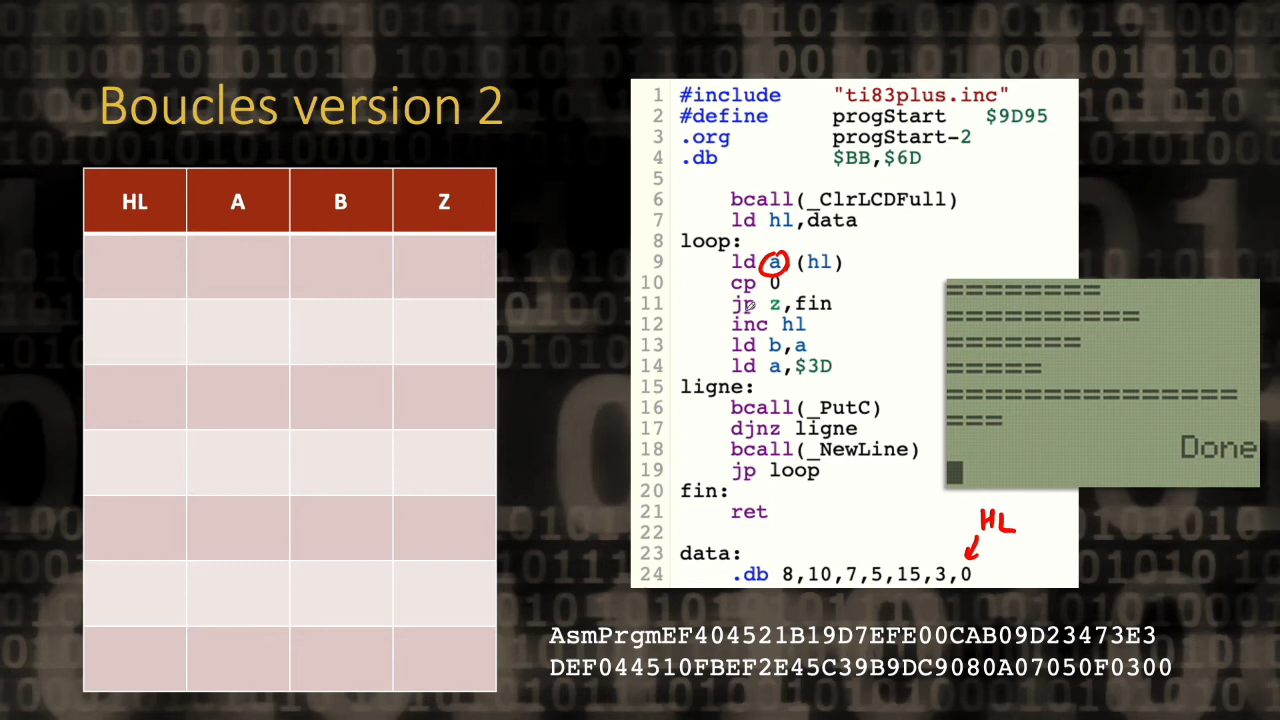 Boucles version 2
HL A B Z
1 #include "ti83plus.inc"
2 #define progStart $9D95
3 .org progStart-2
4 .db $BB,$6D
5
6 bcall(_ClrLCDFull)
7 ld hl,data
8 loop:
9 ld a (hl)
10 cp 0
11 jp z,fin
12 inc hl
13 ld b,a
14 ld a,$3D
15 ligne:
16 bcall(_PutC)
17 djnz ligne
18 bcall(_NewLine)
19 jp loop
20 fin:
21 ret
22
23 data:
24 .db 8,10,7,5,15,3,0
========
==========
=======
=====
===============
===
Done
HL
AsmPrgmEF404521B19D7EFE00CAB09D23473E3
DEF044510FBEF2E45C39B9DC9080A07050F0300